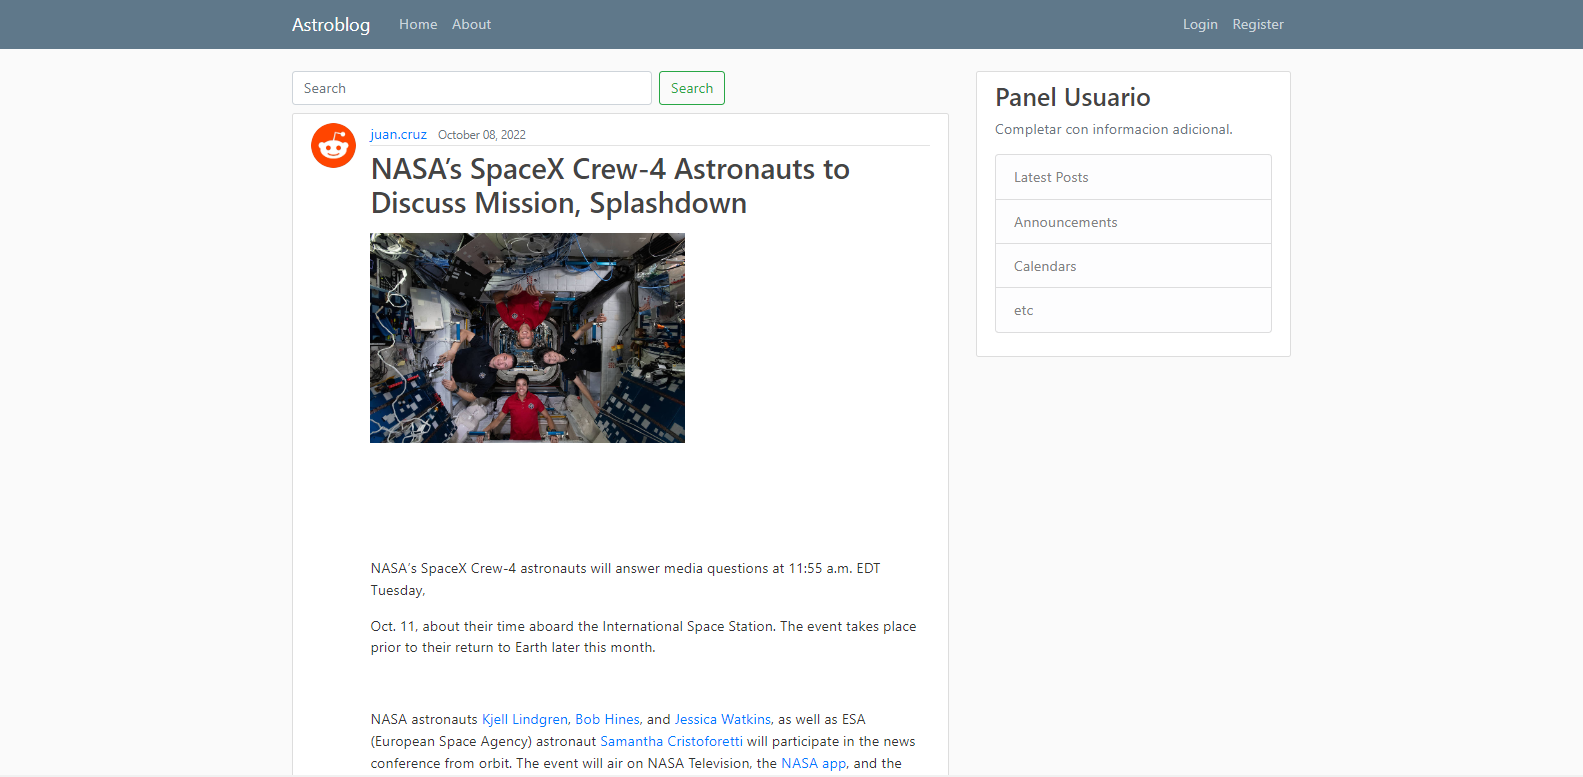 Astroblog Home About Login Register
Search Search
juan.cruz October 08, 2022
NASA’s SpaceX Crew-4 Astronauts to
Discuss Mission, Splashdown
NASA’s SpaceX Crew-4 astronauts will answer media questions at 11:55 a.m. EDT
Tuesday,
Oct. 11, about their time aboard the International Space Station. The event takes place
prior to their return to Earth later this month.
NASA astronauts Kjell Lindgren, Bob Hines, and Jessica Watkins, as well as ESA
(European Space Agency) astronaut Samantha Cristoforetti will participate in the news
conference from orbit. The event will air on NASA Television, the NASA app, and the
Panel Usuario
Completar con informacion adicional.
Latest Posts
Announcements
Calendars
etc